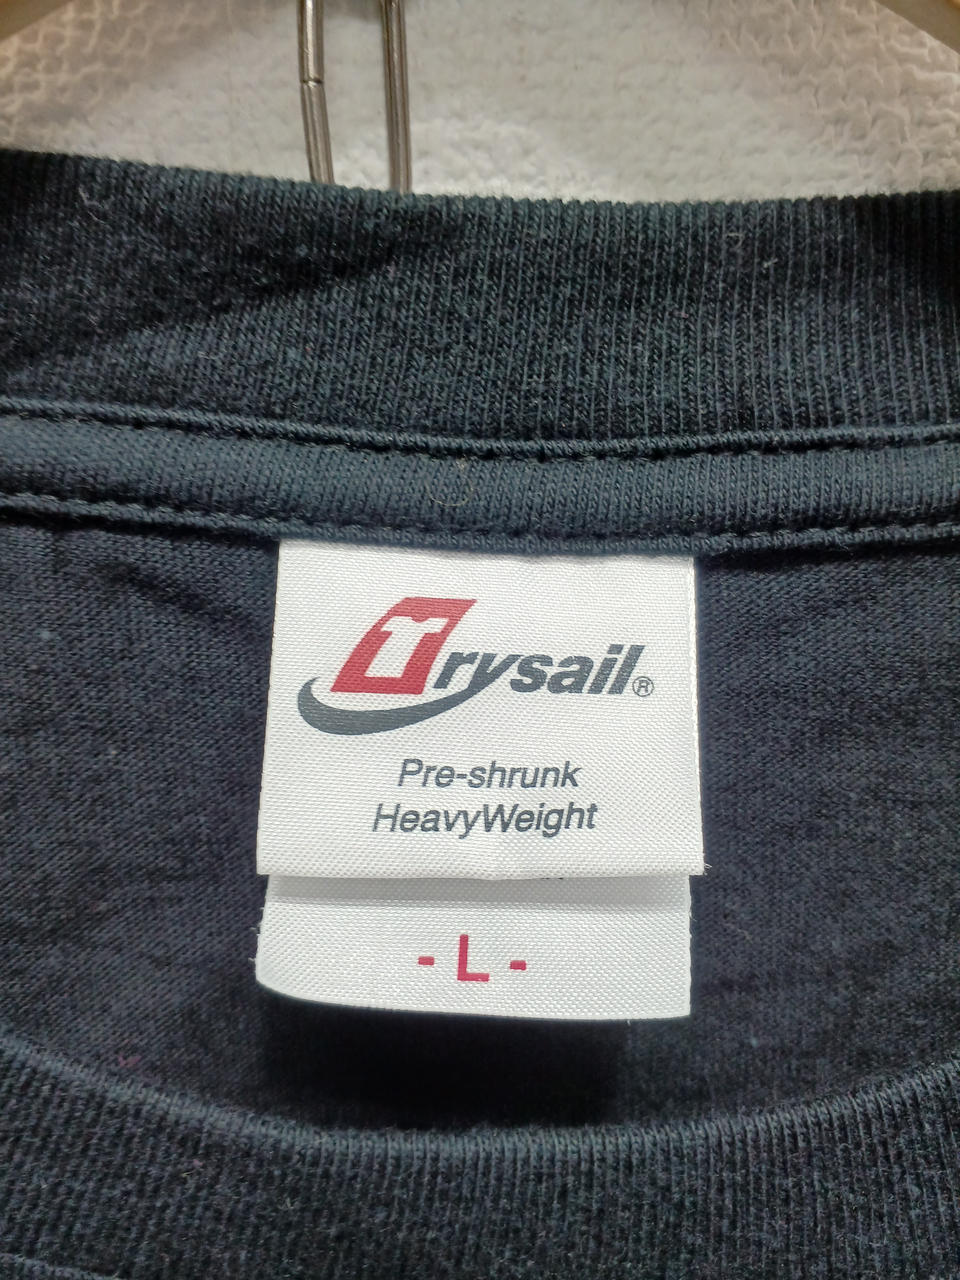 Trysail®
Pre-shrunk
HeavyWeight
- L -